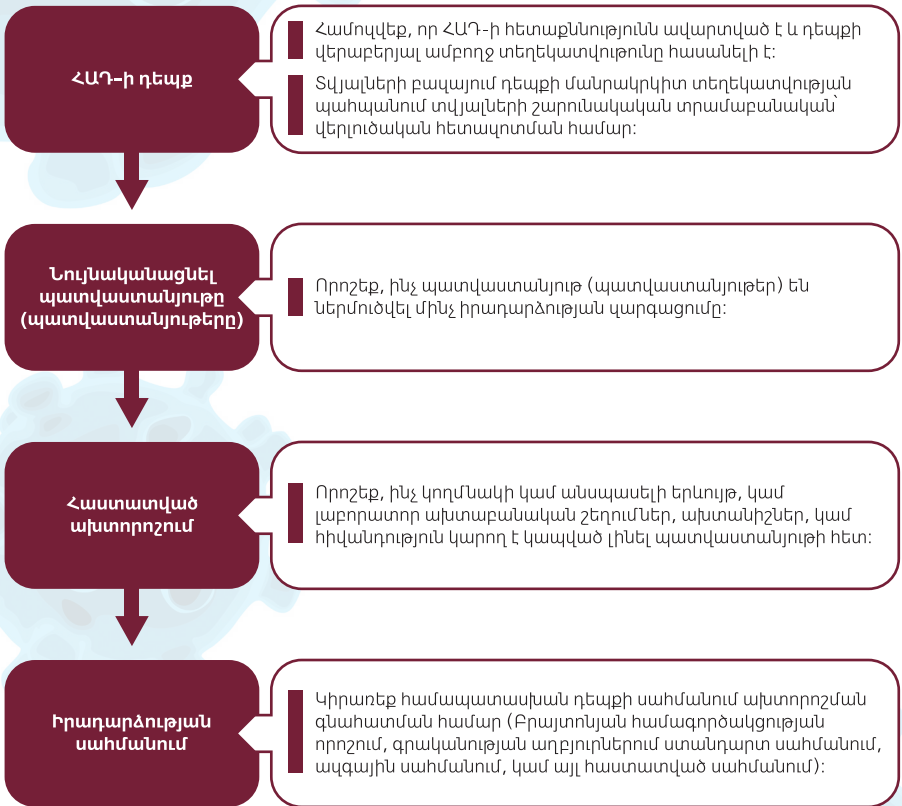 ՀԱԴ-ի դեպք
Համոզվեք, որ ՀԱԴ-ի հետաքննությունն ավարտված է և դեպքի
վերաբերյալ ամբողջ տեղեկատվութունը հասանելի է:
Տվյալների բազայում դեպքի մանրակրկիտ տեղեկատվության
պահպանում տվյալների շարունակական տրամաբանական՝
վերլուծական հետազոտման համար:
Նույնականացնել
պատվաստանյութը
(պատվաստանյութերը)
Որոշեք, ինչ պատվաստանյութ (պատվաստանյութեր) են
ներմուծվել մինչ իրադարձության զարգացումը:
Հաստատված
ախտորոշում
Որոշեք, ինչ կողմնակի կամ անսպասելի երևույթ, կամ
լաբորատոր ախտաբանական շեղումներ, ախտանիշներ, կամ
հիվանդություն կարող է կապված լինել պատվաստանյութի հետ:
Իրադարձության
սահմանում
Կիրառեք համապատասխան դեպքի սահմանում ախտորոշման
գնահատման համար (Բրայտոնյան համագործակցության
որոշում, գրականության աղբյուրներում ստանդարտ սահմանում,
ազգային սահմանում, կամ այլ հաստատված սահմանում):